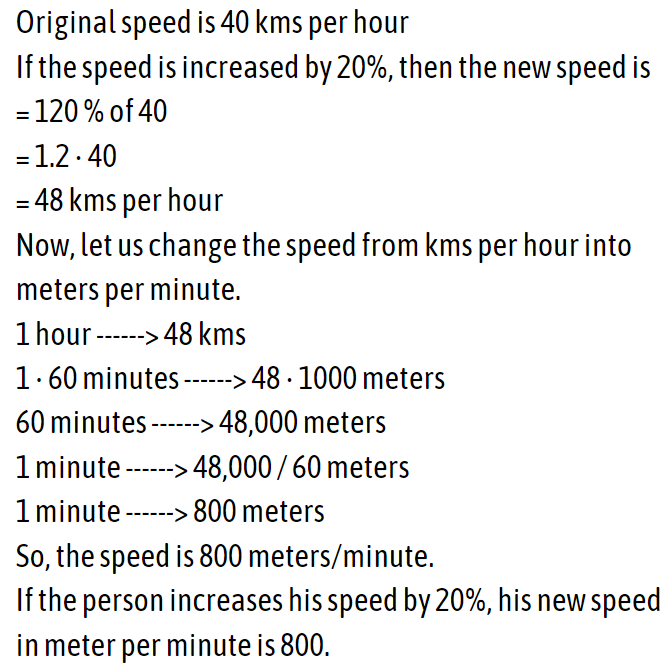 Original speed is 40 kms per hour
If the speed is increased by 20%, then the new speed is
= 120 % of 40
= 1.2 · 40
= 48 kms per hour
Now, let us change the speed from kms per hour into
meters per minute.
1 hour ------> 48 kms
1 · 60 minutes ------> 48 · 1000 meters
60 minutes ------> 48,000 meters
1 minute ------> 48,000 / 60 meters
1 minute ------> 800 meters
So, the speed is 800 meters/minute.
If the person increases his speed by 20%, his new speed
in meter per minute is 800.